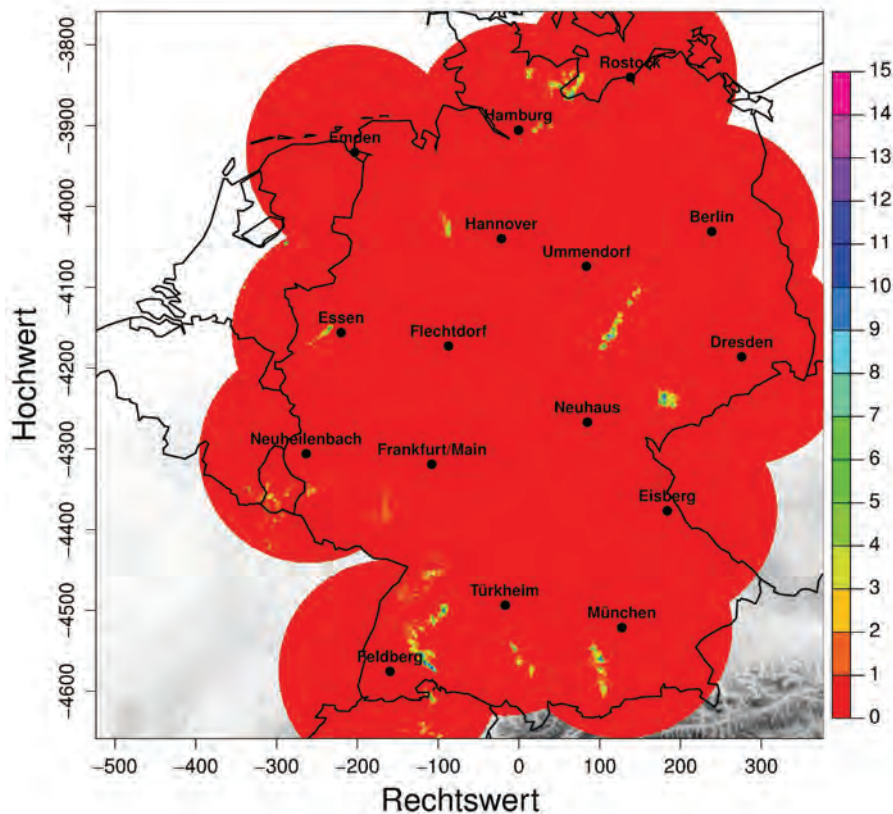 −3800
−3900
−4000
−4100
−4200
−4300
−4400
−4500
−4600
Hochwert
Rostock
Hamburg
Emden
Hannover
Berlin
Ummendorf
Essen
Flechtdorf
Dresden
Neuhaus
Neuheilenbach
Frankfurt/Main
Eisberg
Türkheim
München
Feldberg
15
14
13
12
11
10
9
8
7
6
5
4
3
2
1
0
−500 −400 −300 −200 −100 0 100 200 300
Rechtswert